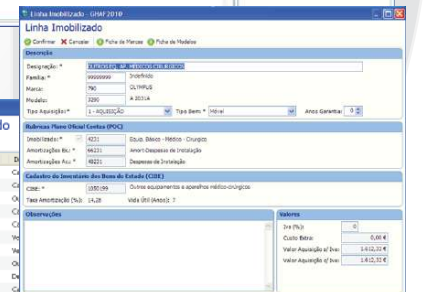 Linha Imobilizado - GHAF2010
Linha Imobilizado
Confirmar Cancelar Ficha de Marcas Ficha de Modelos
Descrição
Designação: *
Família: * 99999999 Indefinido
Marca: 790 OLYMPUS
Modelo: 3290 A 2031A
Tipo Aquisição: * 1 - AQUISIÇÃO Tipo Bem: * Móvel Anos Garantia: 0
Rubricas Plano Oficial Contas (POC)
Imobilizado: * 4231 Equip. Básico - Médico - Cirurgico
Amortizações Ex.: * 66231 Amort-Despesas de Instalação
Amortizações Acu.: * 48231 Despesas de Instalação
Cadastro do Inventário dos Bens do Estado (CIBE)
CIBE: * 1050199 Outros equipamentos e aparelhos médico-cirúrgicos
Taxa Amortização (%): 14,28 Vida Útil (Anos): 7
Observações
Valores
Iva (%): 0
Custo Extra: 0,00 €
Valor Aquisição s/ Iva:
Valor Aquisição c/ Iva: